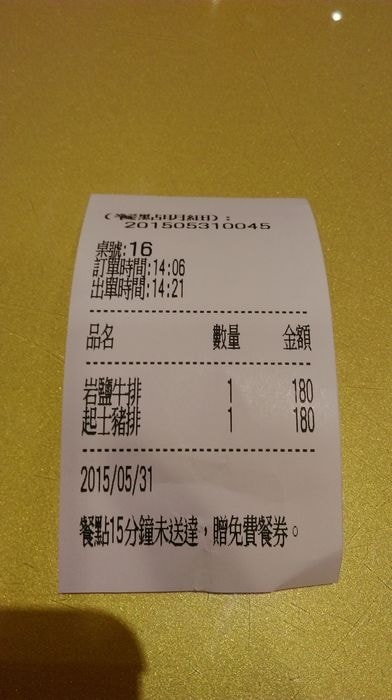 (餐點明細):
201505310045
桌號:16
訂單時間:14:06
出單時間:14:21
品名 數量 金額
岩鹽牛排 1 180
起士豬排 1 180
2015/05/31
餐點15分鐘未送達，贈免費餐券。